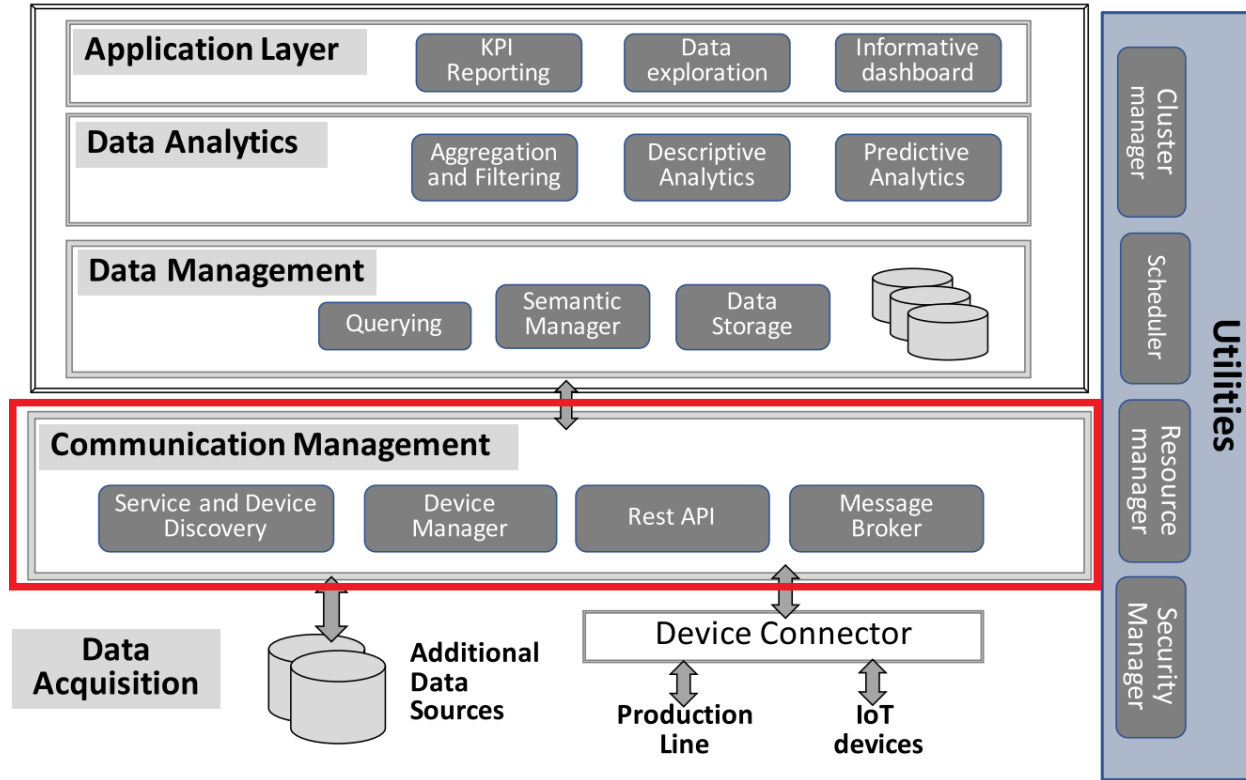 Application Layer
KPI
Reporting
Data
exploration
Informative
dashboard
Data Analytics
Aggregation
and Filtering
Descriptive
Analytics
Predictive
Analytics
Data Management
Querying
Semantic
Manager
Data
Storage
Communication Management
Service and Device
Discovery
Device
Manager
Rest API
Message
Broker
Data
Acquisition
Additional
Data
Sources
Device Connector
Production
Line
IoT
devices
Utilities
Cluster
manager
Scheduler
Resource
manager
Security
Manager